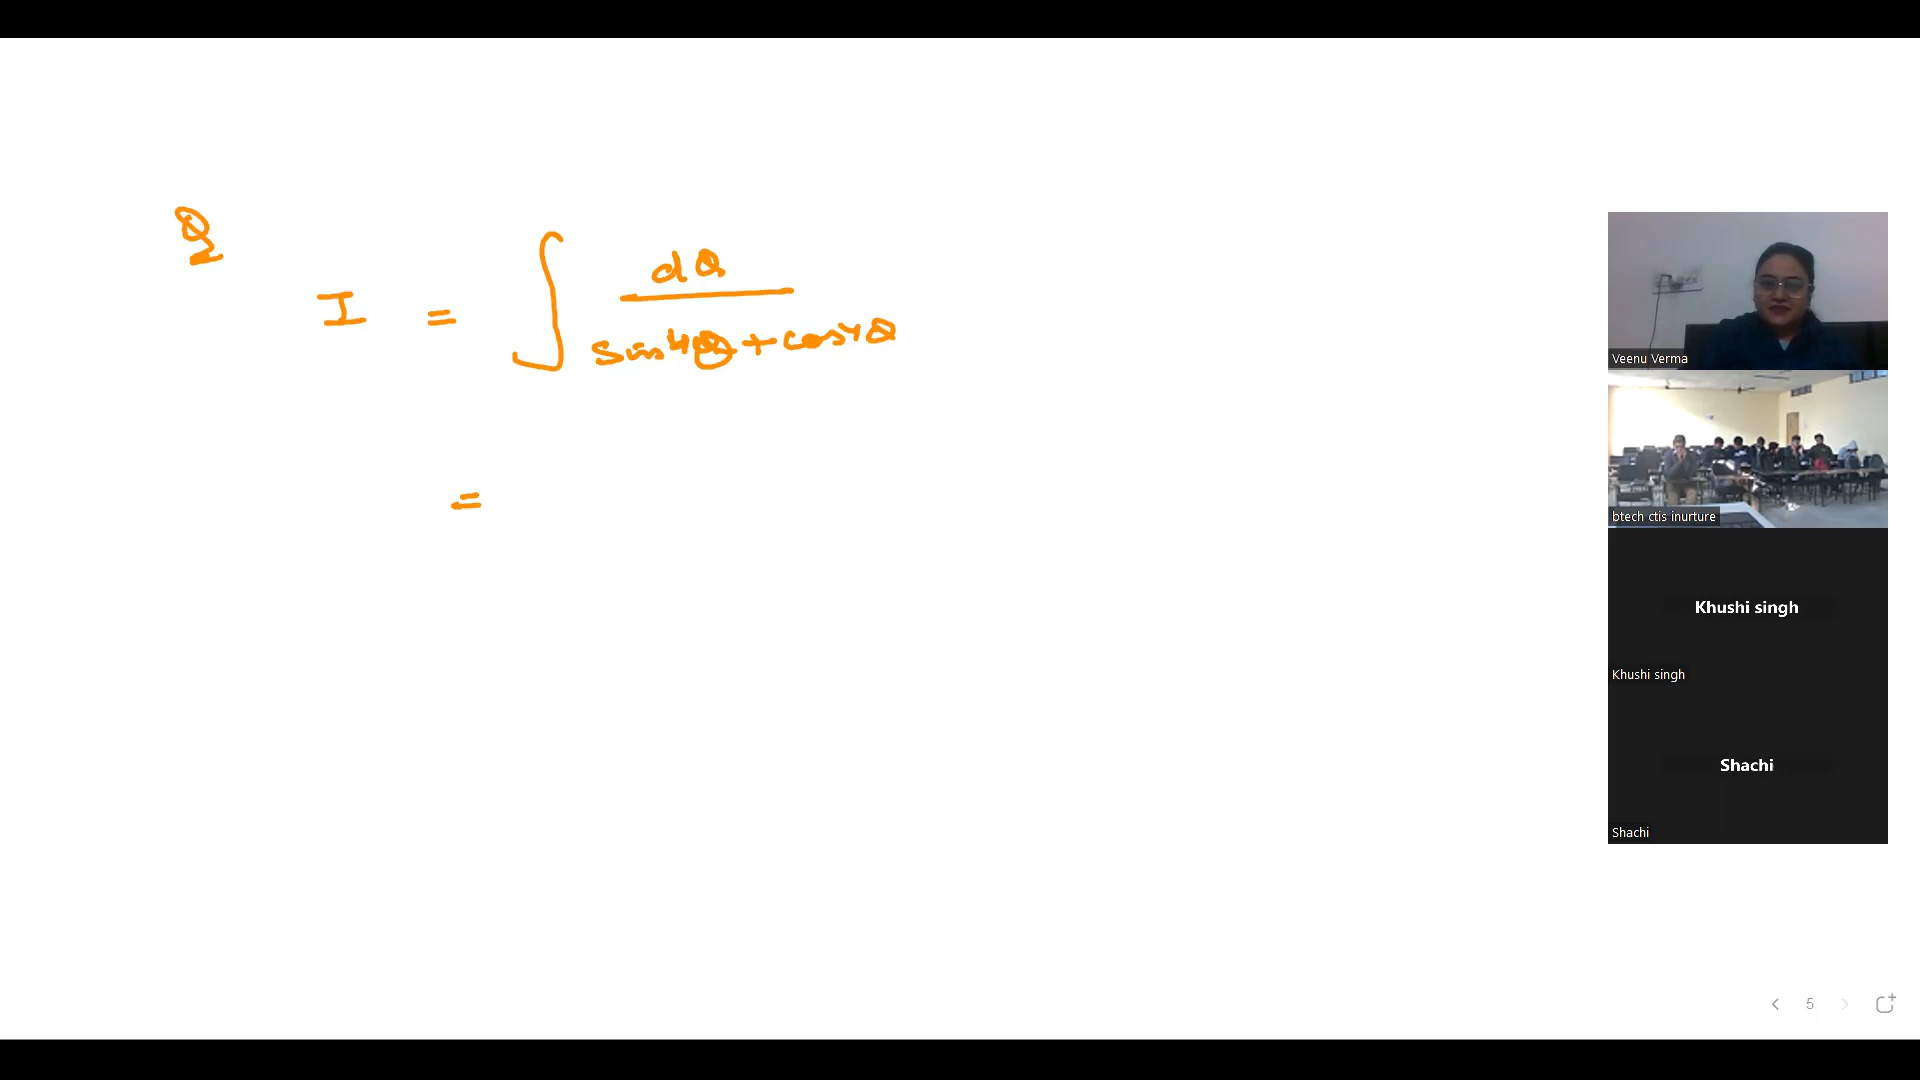 Q
I = ∫ dθ / sin⁴θ + cos⁴θ
=
Veenu Verma
btech ctis inurture
Khushi singh
Khushi singh
Shachi
Shachi
5